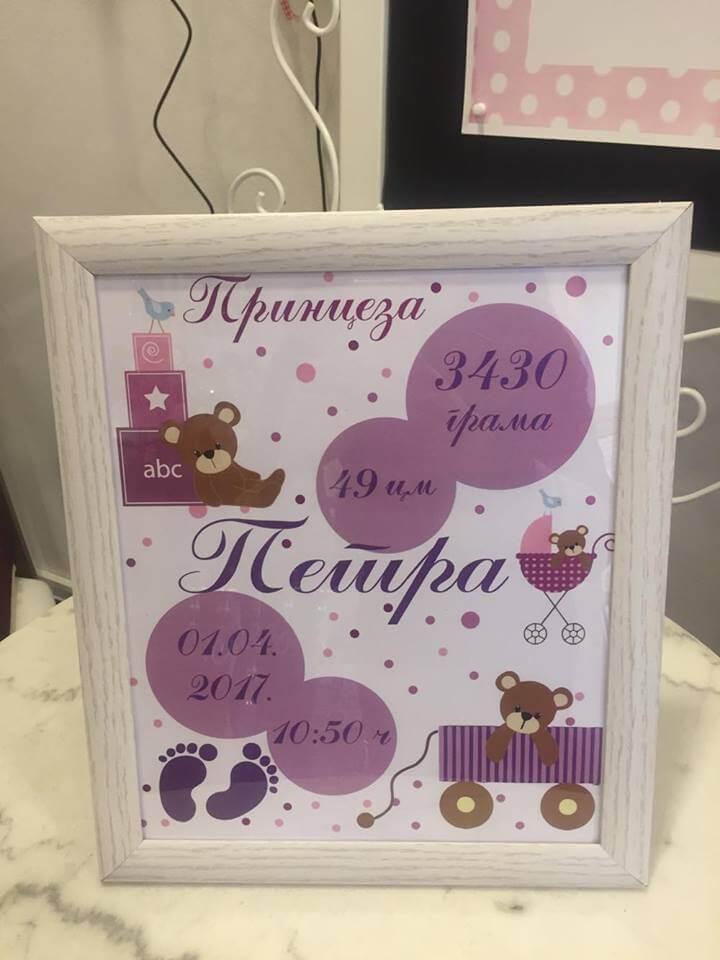 Принцеза
3430
грама
49 цм
abc
Петра
01.04.
2017.
10:50 ч